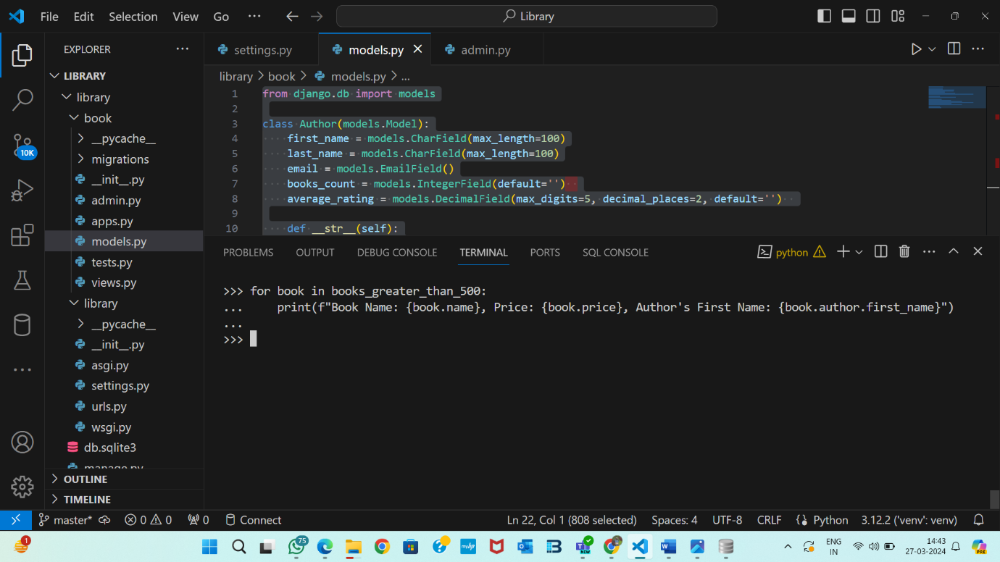 File Edit Selection View Go ··· Library
EXPLORER ···
settings.py
models.py
admin.py
LIBRARY
library
book
__pycache__
migrations
__init__.py
admin.py
apps.py
models.py
tests.py
views.py
library
__pycache__
__init__.py
asgi.py
settings.py
urls.py
wsgi.py
db.sqlite3
manage.py
OUTLINE
TIMELINE
10K
library > book > models.py > ...
1 from django.db import models
2
3 class Author(models.Model):
4 first_name = models.CharField(max_length=100)
5 last_name = models.CharField(max_length=100)
6 email = models.EmailField()
7 books_count = models.IntegerField(default='')
8 average_rating = models.DecimalField(max_digits=5, decimal_places=2, default='')
9
10 def __str__(self):
PROBLEMS OUTPUT DEBUG CONSOLE TERMINAL PORTS SQL CONSOLE python
>>> for book in books_greater_than_500:
... print(f"Book Name: {book.name}, Price: {book.price}, Author's First Name: {book.author.first_name}")
...
>>>
master* 0 0 0 Connect Ln 22, Col 1 (808 selected) Spaces: 4 UTF-8 CRLF Python 3.12.2 ('venv': venv)
1
75
NEW
ENG
IN
14:43
27-03-2024
PRE